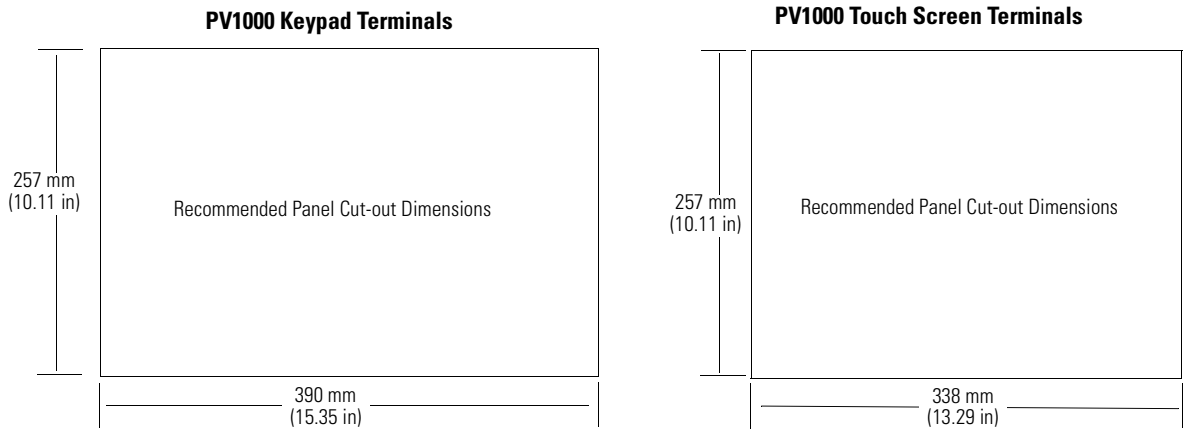 PV1000 Keypad Terminals
257 mm
(10.11 in)
Recommended Panel Cut-out Dimensions
390 mm
(15.35 in)
PV1000 Touch Screen Terminals
257 mm
(10.11 in)
Recommended Panel Cut-out Dimensions
338 mm
(13.29 in)